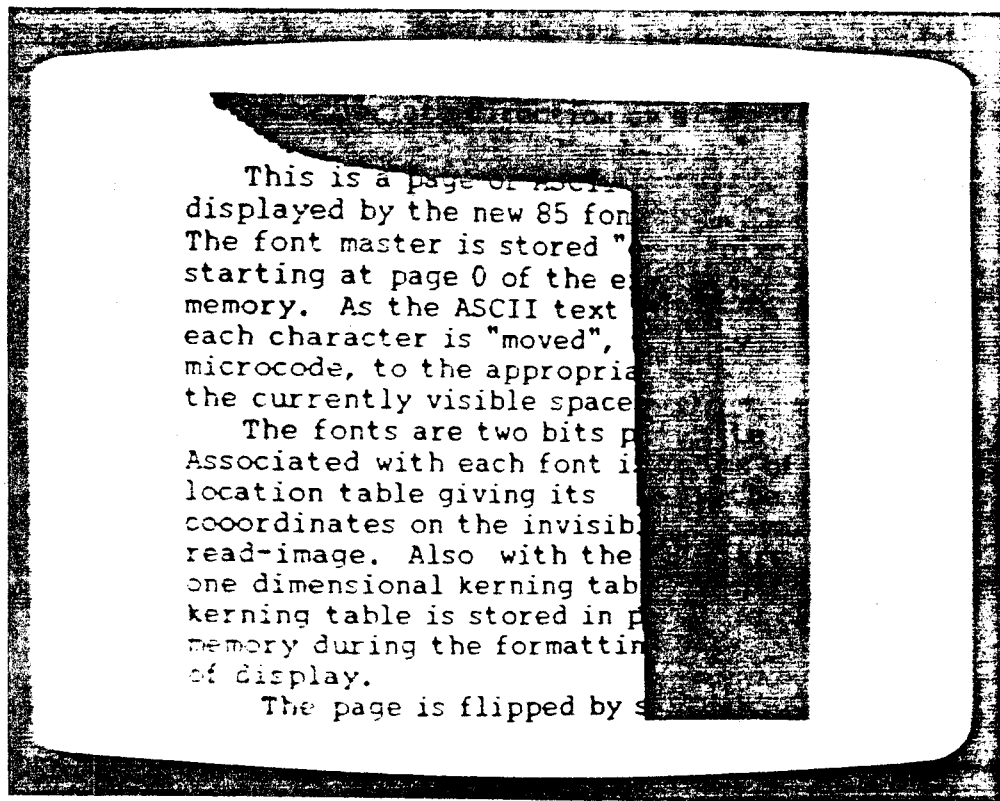 This is a page of ASCII
displayed by the new 85 fon
The font master is stored "
starting at page 0 of the e
memory. As the ASCII text
each character is "moved",
microcode, to the appropria
the currently visible space
The fonts are two bits p
Associated with each font i
location table giving its
cooordinates on the invisib
read-image. Also with the
one dimensional kerning tab
kerning table is stored in p
memory during the formattin
of display.
The page is flipped by s